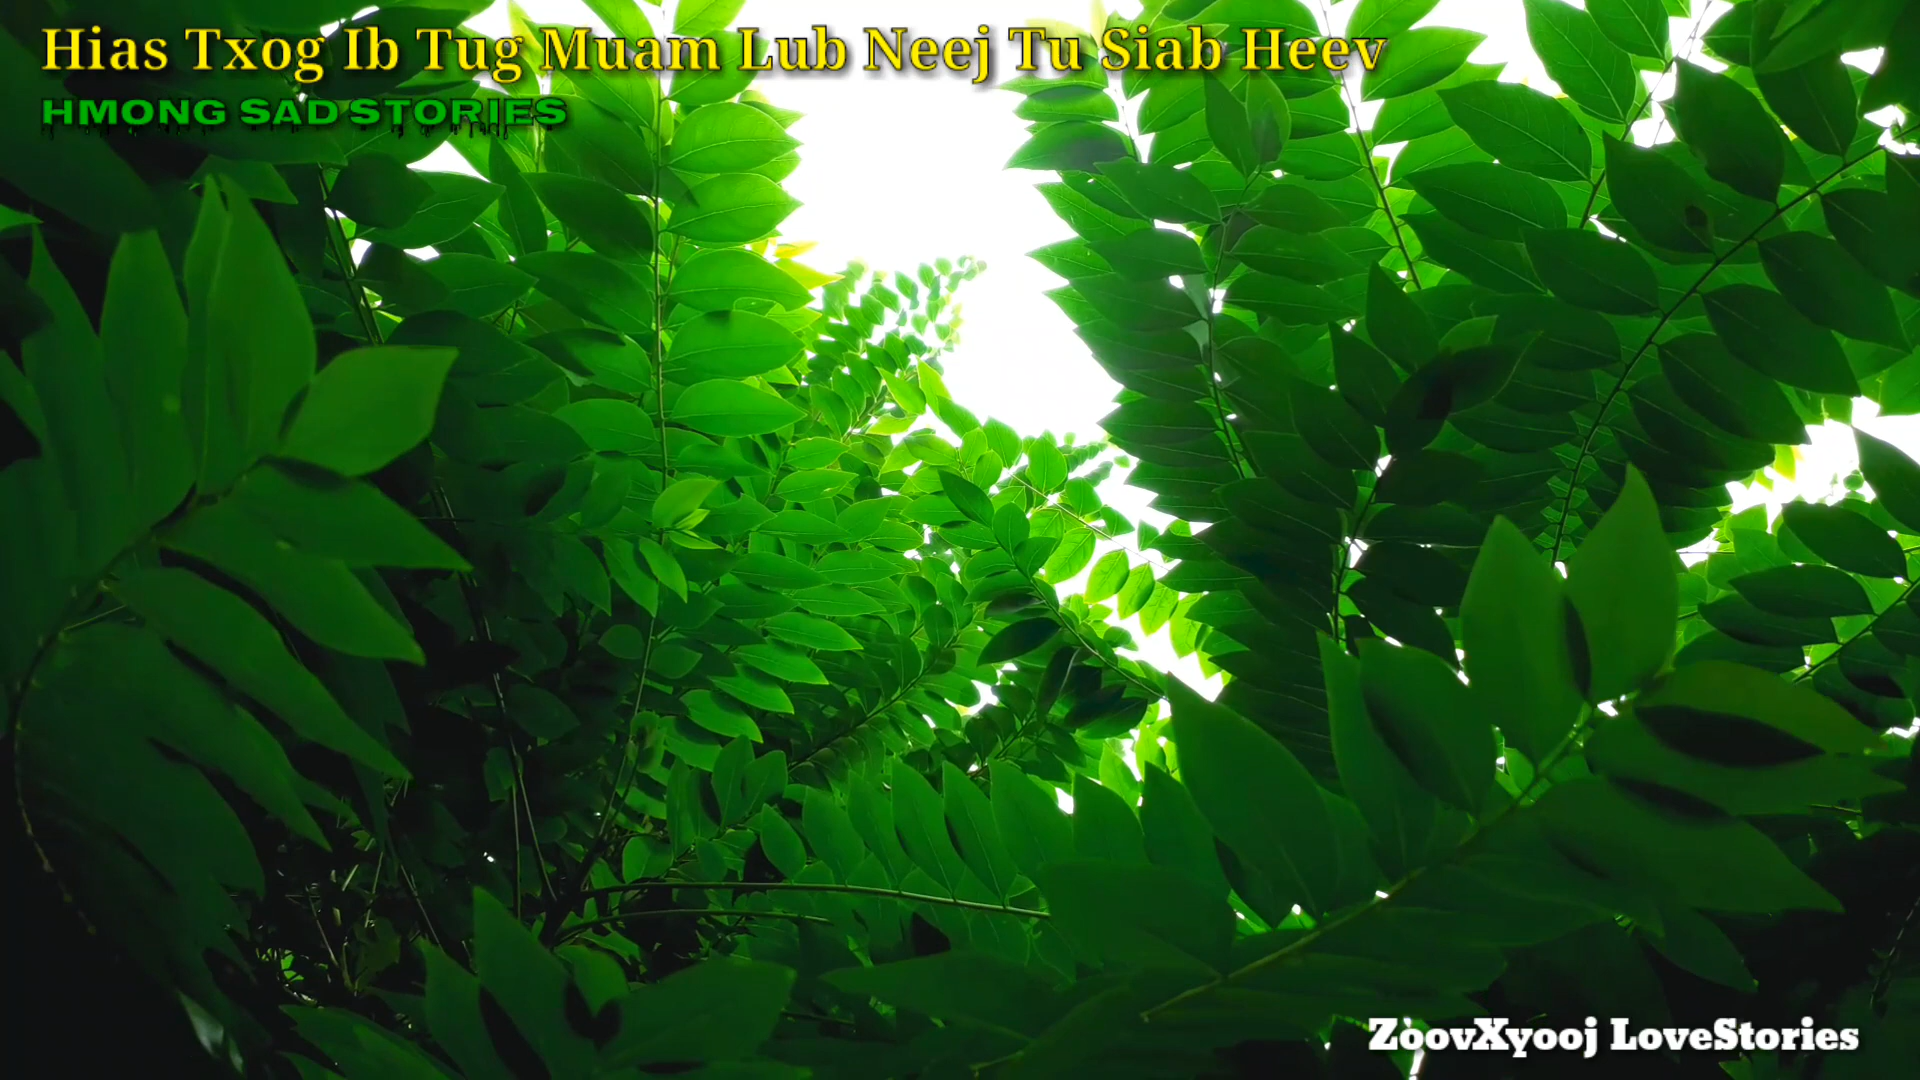 Hias Txog Ib Tug Muam Lub Neej Tu Siab Heev
HMONG SAD STORIES
ZoovXyooj LoveStories